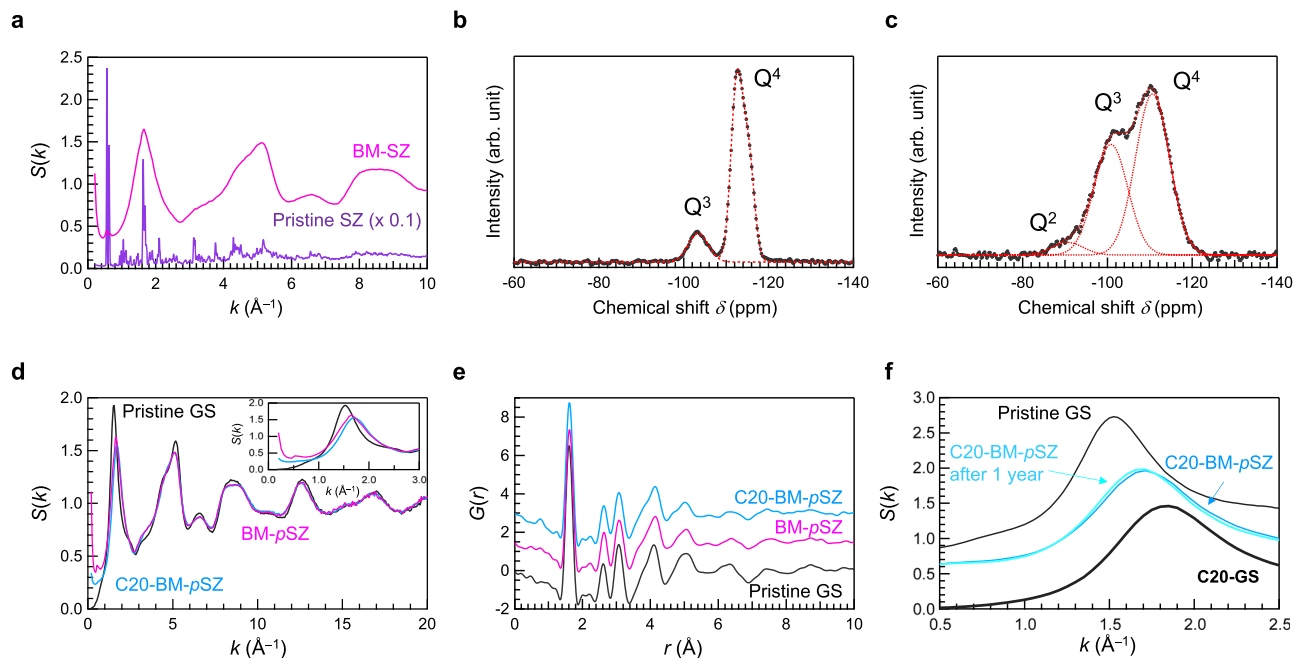 a
2.5
2.0
1.5
1.0
0.5
0.0
S(k)
BM-SZ
Pristine SZ (x 0.1)
0 2 4 6 8 10
k (Å⁻¹)
b
Intensity (arb. unit)
Q³
Q⁴
-60 -80 -100 -120 -140
Chemical shift δ (ppm)
c
Intensity (arb. unit)
Q²
Q³
Q⁴
-60 -80 -100 -120 -140
Chemical shift δ (ppm)
d
2.0
1.5
1.0
0.5
0.0
S(k)
Pristine GS
BM-pSZ
C20-BM-pSZ
2.0
1.5
1.0
0.5
0
S(k)
0 1.0 2.0 3.0
k (Å⁻¹)
0 5 10 15 20
k (Å⁻¹)
e
8
6
4
2
0
-2
G(r)
C20-BM-pSZ
BM-pSZ
Pristine GS
0 2 4 6 8 10
r (Å)
f
3.0
2.5
2.0
1.5
1.0
0.5
0.0
S(k)
Pristine GS
C20-BM-pSZ
after 1 year
C20-BM-pSZ
C20-GS
0.5 1.0 1.5 2.0 2.5
k (Å⁻¹)